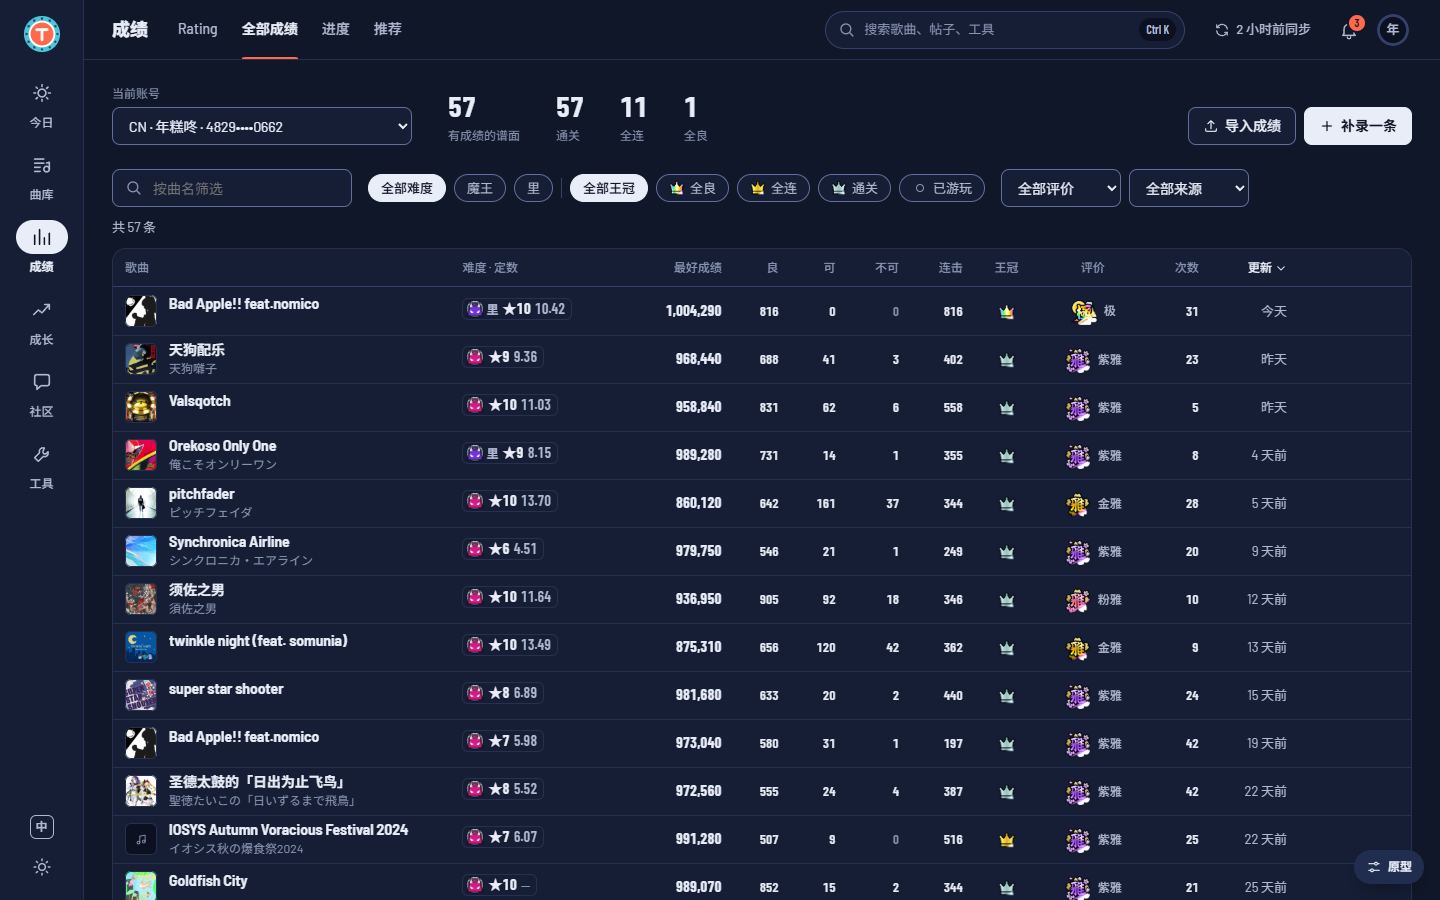 成绩 Rating 全部成绩 进度 推荐 搜索歌曲、帖子、工具 Ctrl K 2 小时前同步 3 年
今日
曲库
成绩
成长
社区
工具
中
当前账号
CN · 年糕咚 · 4829••••0662
57 有成绩的谱面
57 通关
11 全连
1 全良
导入成绩
补录一条
按曲名筛选 全部难度 魔王 里 全部王冠 全良 全连 通关 已游玩 全部评价 全部来源
共 57 条
歌曲 难度 · 定数 最好成绩 良 可 不可 连击 王冠 评价 次数 更新
Bad Apple!! feat.nomico 里 ★10 10.42 1,004,290 816 0 0 816 极 31 今天
天狗配乐 ★9 9.36 968,440 688 41 3 402 紫雅 23 昨天
天狗囃子
Valsqotch ★10 11.03 958,840 831 62 6 558 紫雅 5 昨天
Orekoso Only One 里 ★9 8.15 989,280 731 14 1 355 紫雅 8 4 天前
俺こそオンリーワン
pitchfader ★10 13.70 860,120 642 161 37 344 金雅 28 5 天前
ピッチフェイダ
Synchronica Airline ★6 4.51 979,750 546 21 1 249 紫雅 20 9 天前
シンクロニカ・エアライン
须佐之男 ★10 11.64 936,950 905 92 18 346 粉雅 10 12 天前
須佐之男
twinkle night (feat. somunia) ★10 13.49 875,310 656 120 42 362 金雅 9 13 天前
super star shooter ★8 6.89 981,680 633 20 2 440 紫雅 24 15 天前
Bad Apple!! feat.nomico ★7 5.98 973,040 580 31 1 197 紫雅 42 19 天前
圣德太鼓的「日出为止飞鸟」 ★8 5.52 972,560 555 24 4 387 紫雅 42 22 天前
聖徳たいこの「日いずるまで飛鳥」
IOSYS Autumn Voracious Festival 2024 ★7 6.07 991,280 507 9 0 516 紫雅 25 22 天前
イオシス秋の爆食祭2024
Goldfish City ★10 — 989,070 852 15 2 344 紫雅 21 25 天前
原型